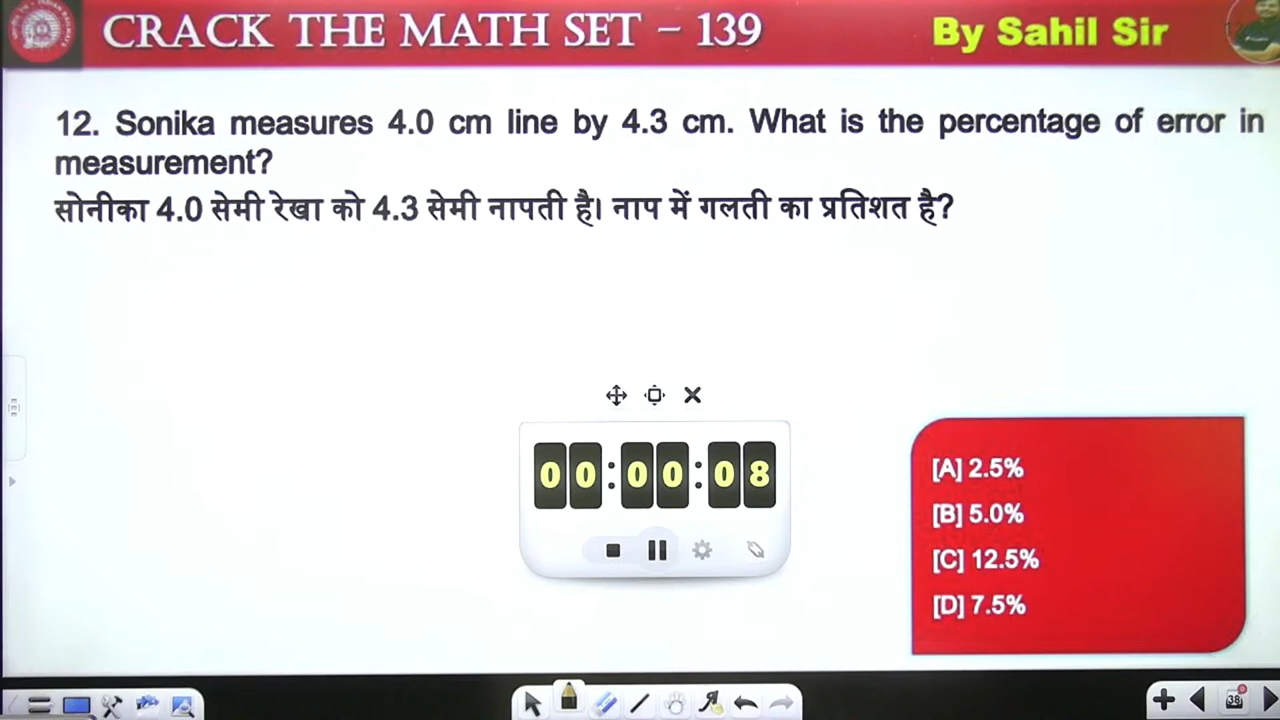 CRACK THE MATH SET – 139
By Sahil Sir
12. Sonika measures 4.0 cm line by 4.3 cm. What is the percentage of error in
measurement?
सोनीका 4.0 सेमी रेखा को 4.3 सेमी नापती है। नाप में गलती का प्रतिशत है?
00:00:08
[A] 2.5%
[B] 5.0%
[C] 12.5%
[D] 7.5%
38